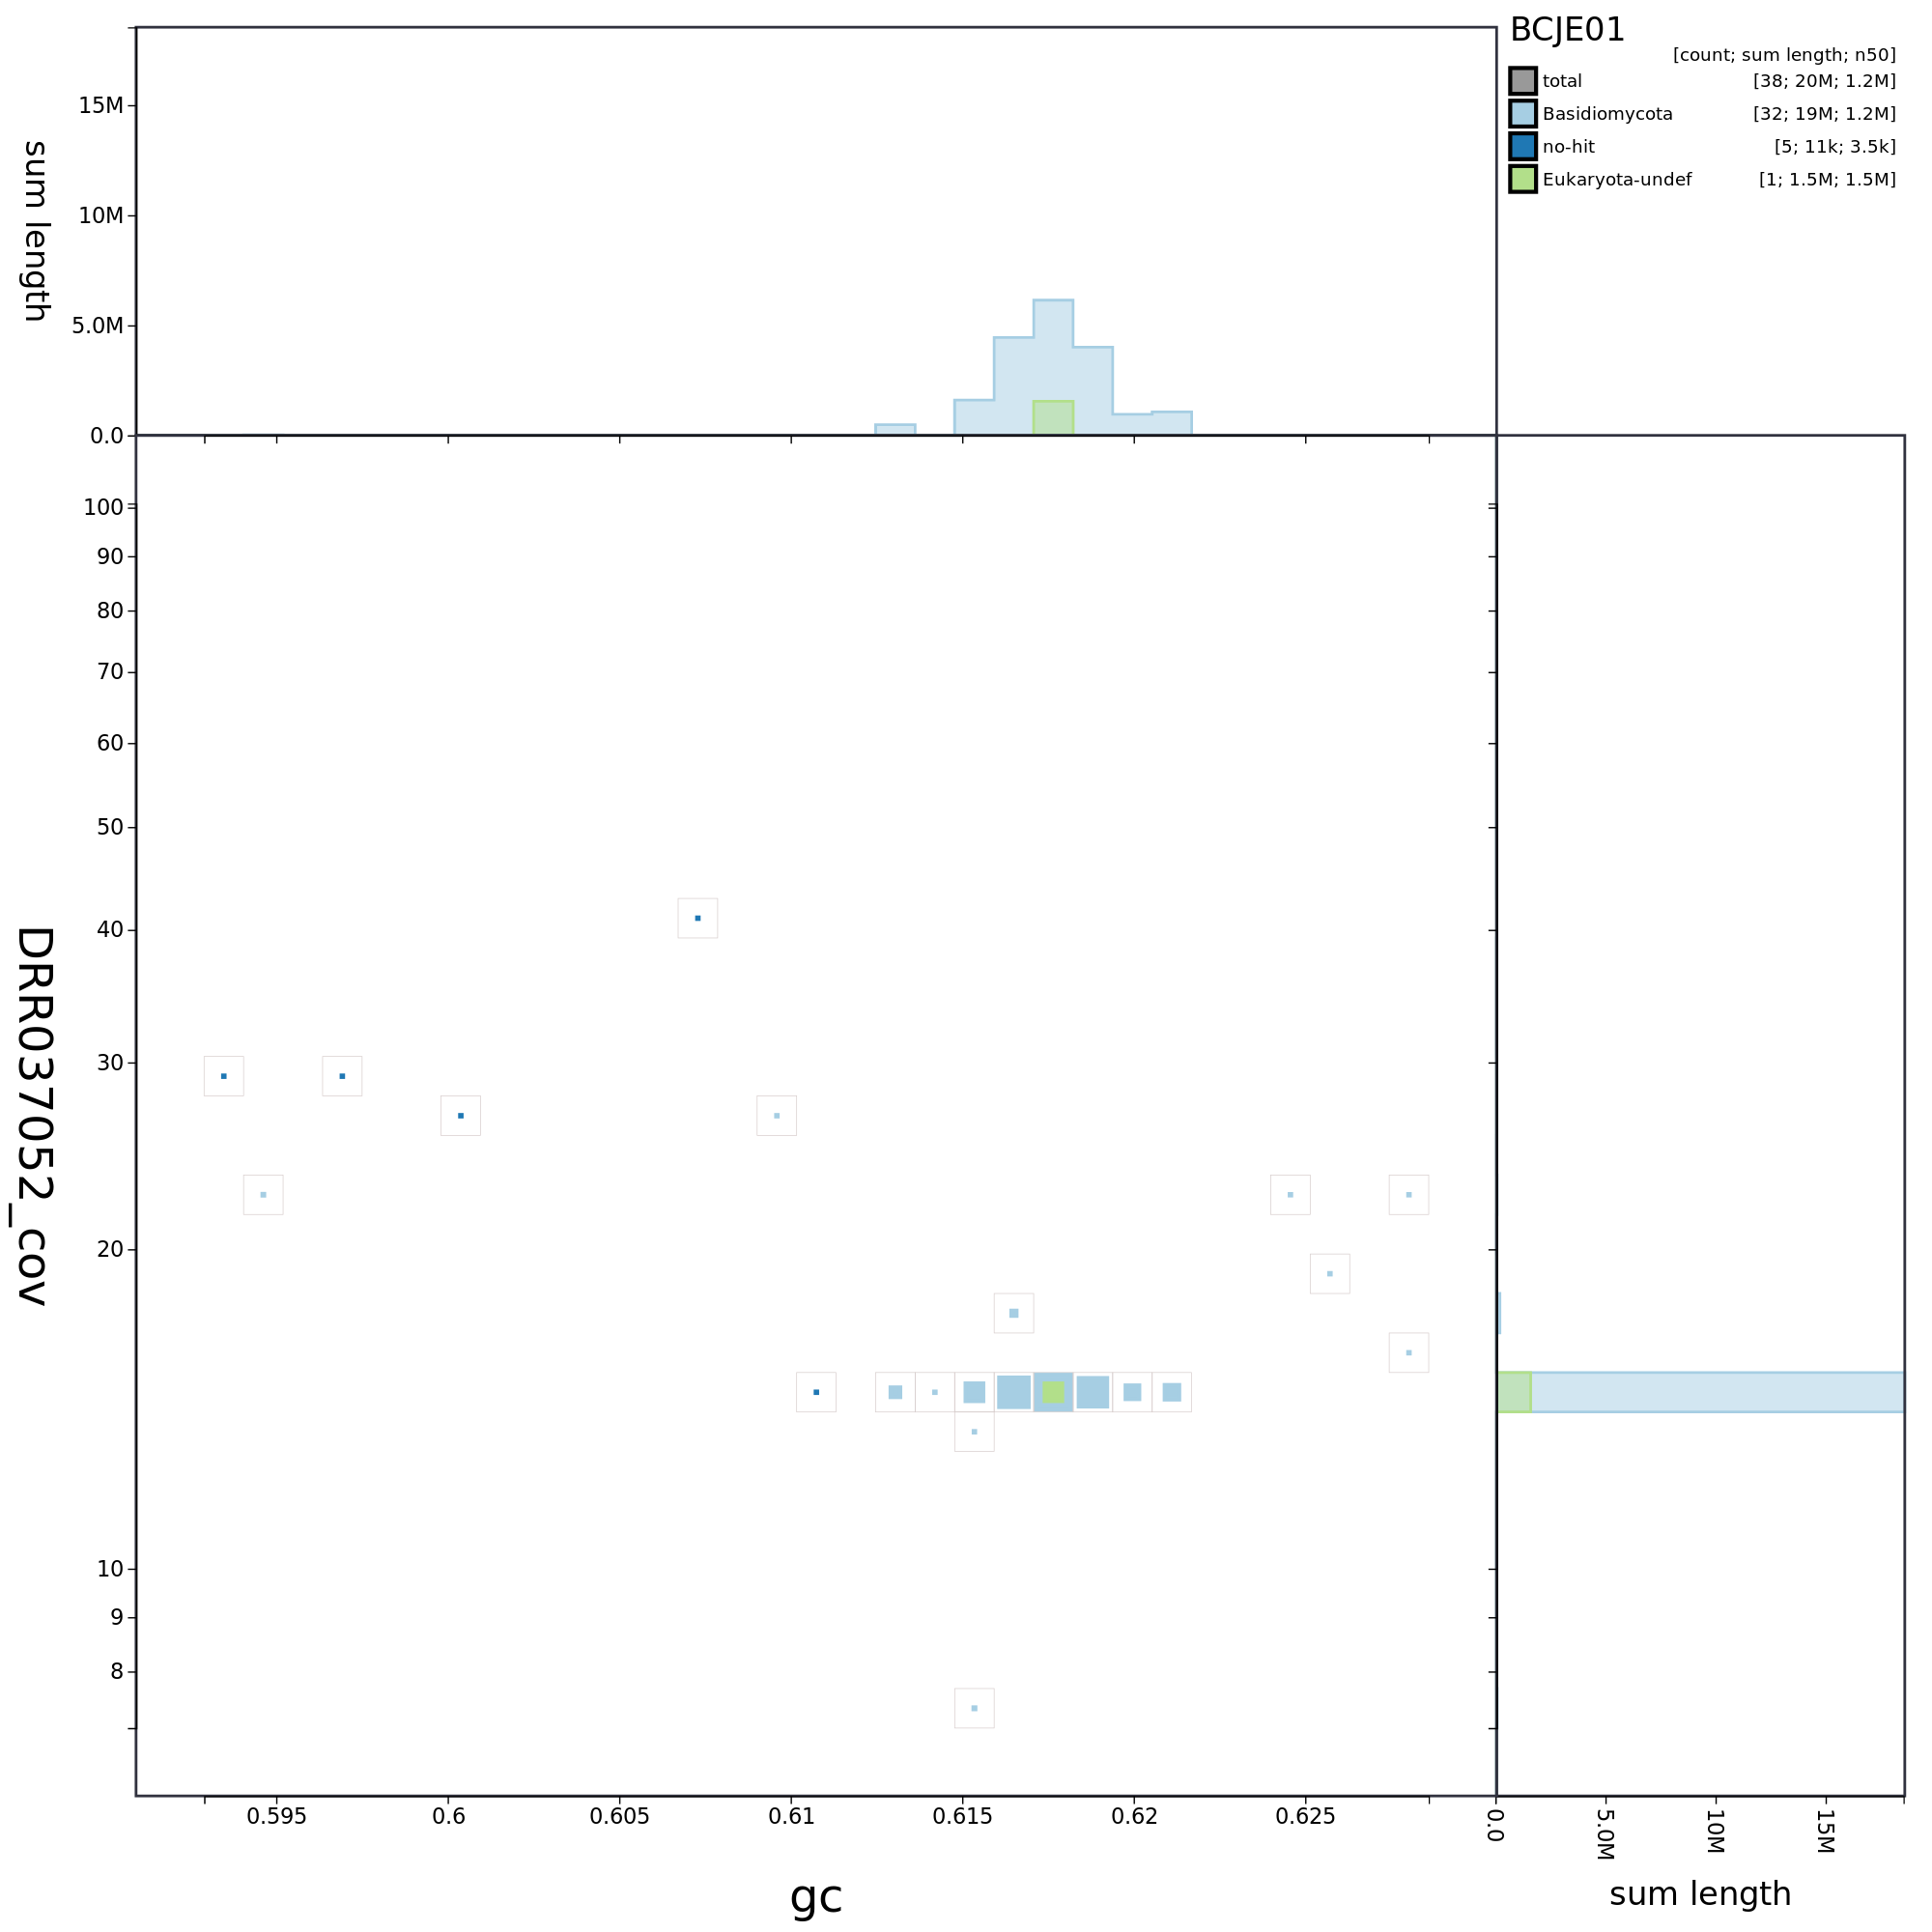 BCJE01
[count; sum length; n50]
total [38; 20M; 1.2M]
Basidiomycota [32; 19M; 1.2M]
no-hit [5; 11k; 3.5k]
Eukaryota-undef [1; 1.5M; 1.5M]
sum length
15M
10M
5.0M
0.0
DRR037052_cov
100
90
80
70
60
50
40
30
20
10
9
8
0.595 0.6 0.605 0.61 0.615 0.62 0.625
gc
0.0 5.0M 10M 15M
sum length